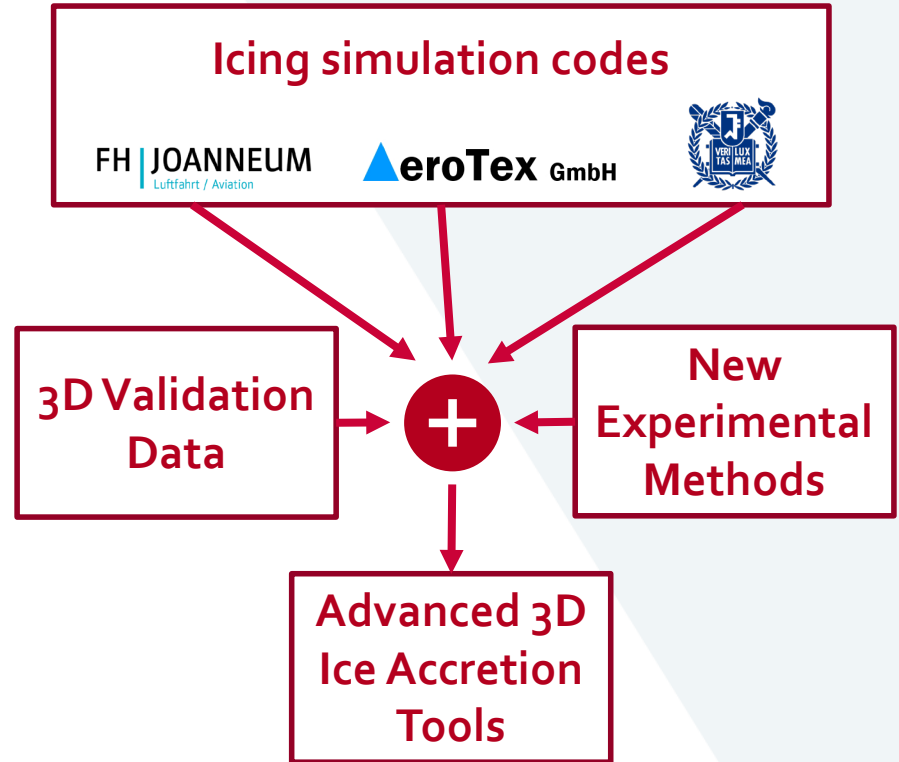 Icing simulation codes
FH JOANNEUM
Luftfahrt / Aviation
AeroTex GmbH
VERI LUX
TAS MEA
3D Validation
Data
+
New
Experimental
Methods
Advanced 3D
Ice Accretion
Tools